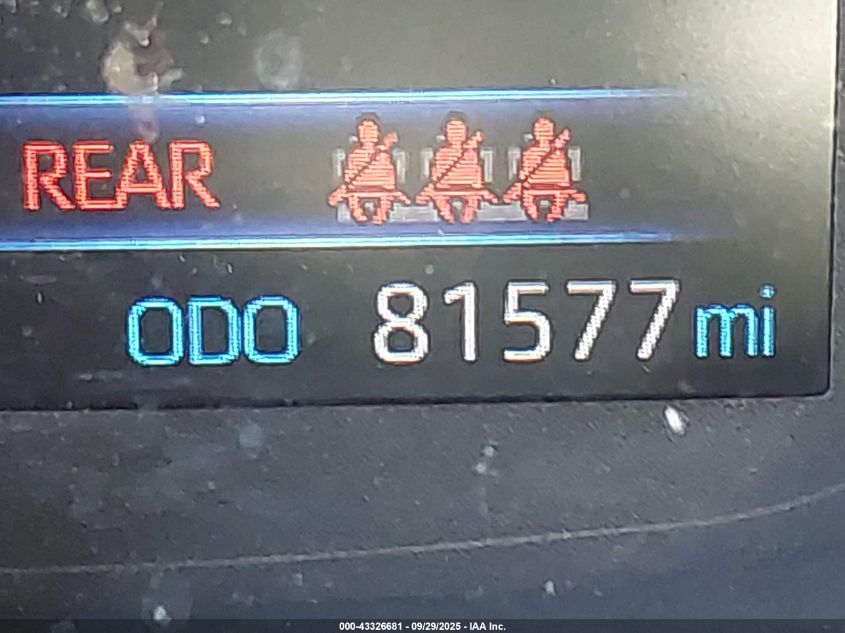 REAR
ODO 81577 mi
000-43326681 - 09/29/2025 - IAA Inc.